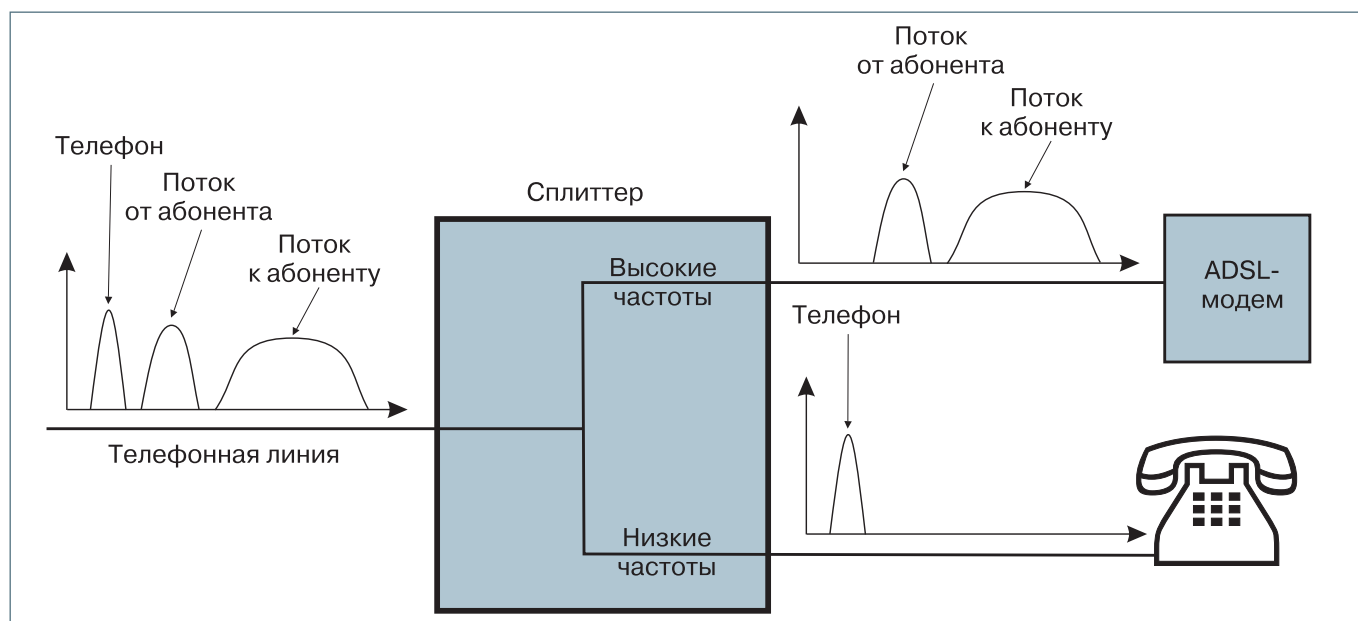 Телефон
Поток
от абонента
Поток
к абоненту
Телефонная линия
Сплиттер
Высокие
частоты
Низкие
частоты
Поток
от абонента
Поток
к абоненту
ADSL-
модем
Телефон